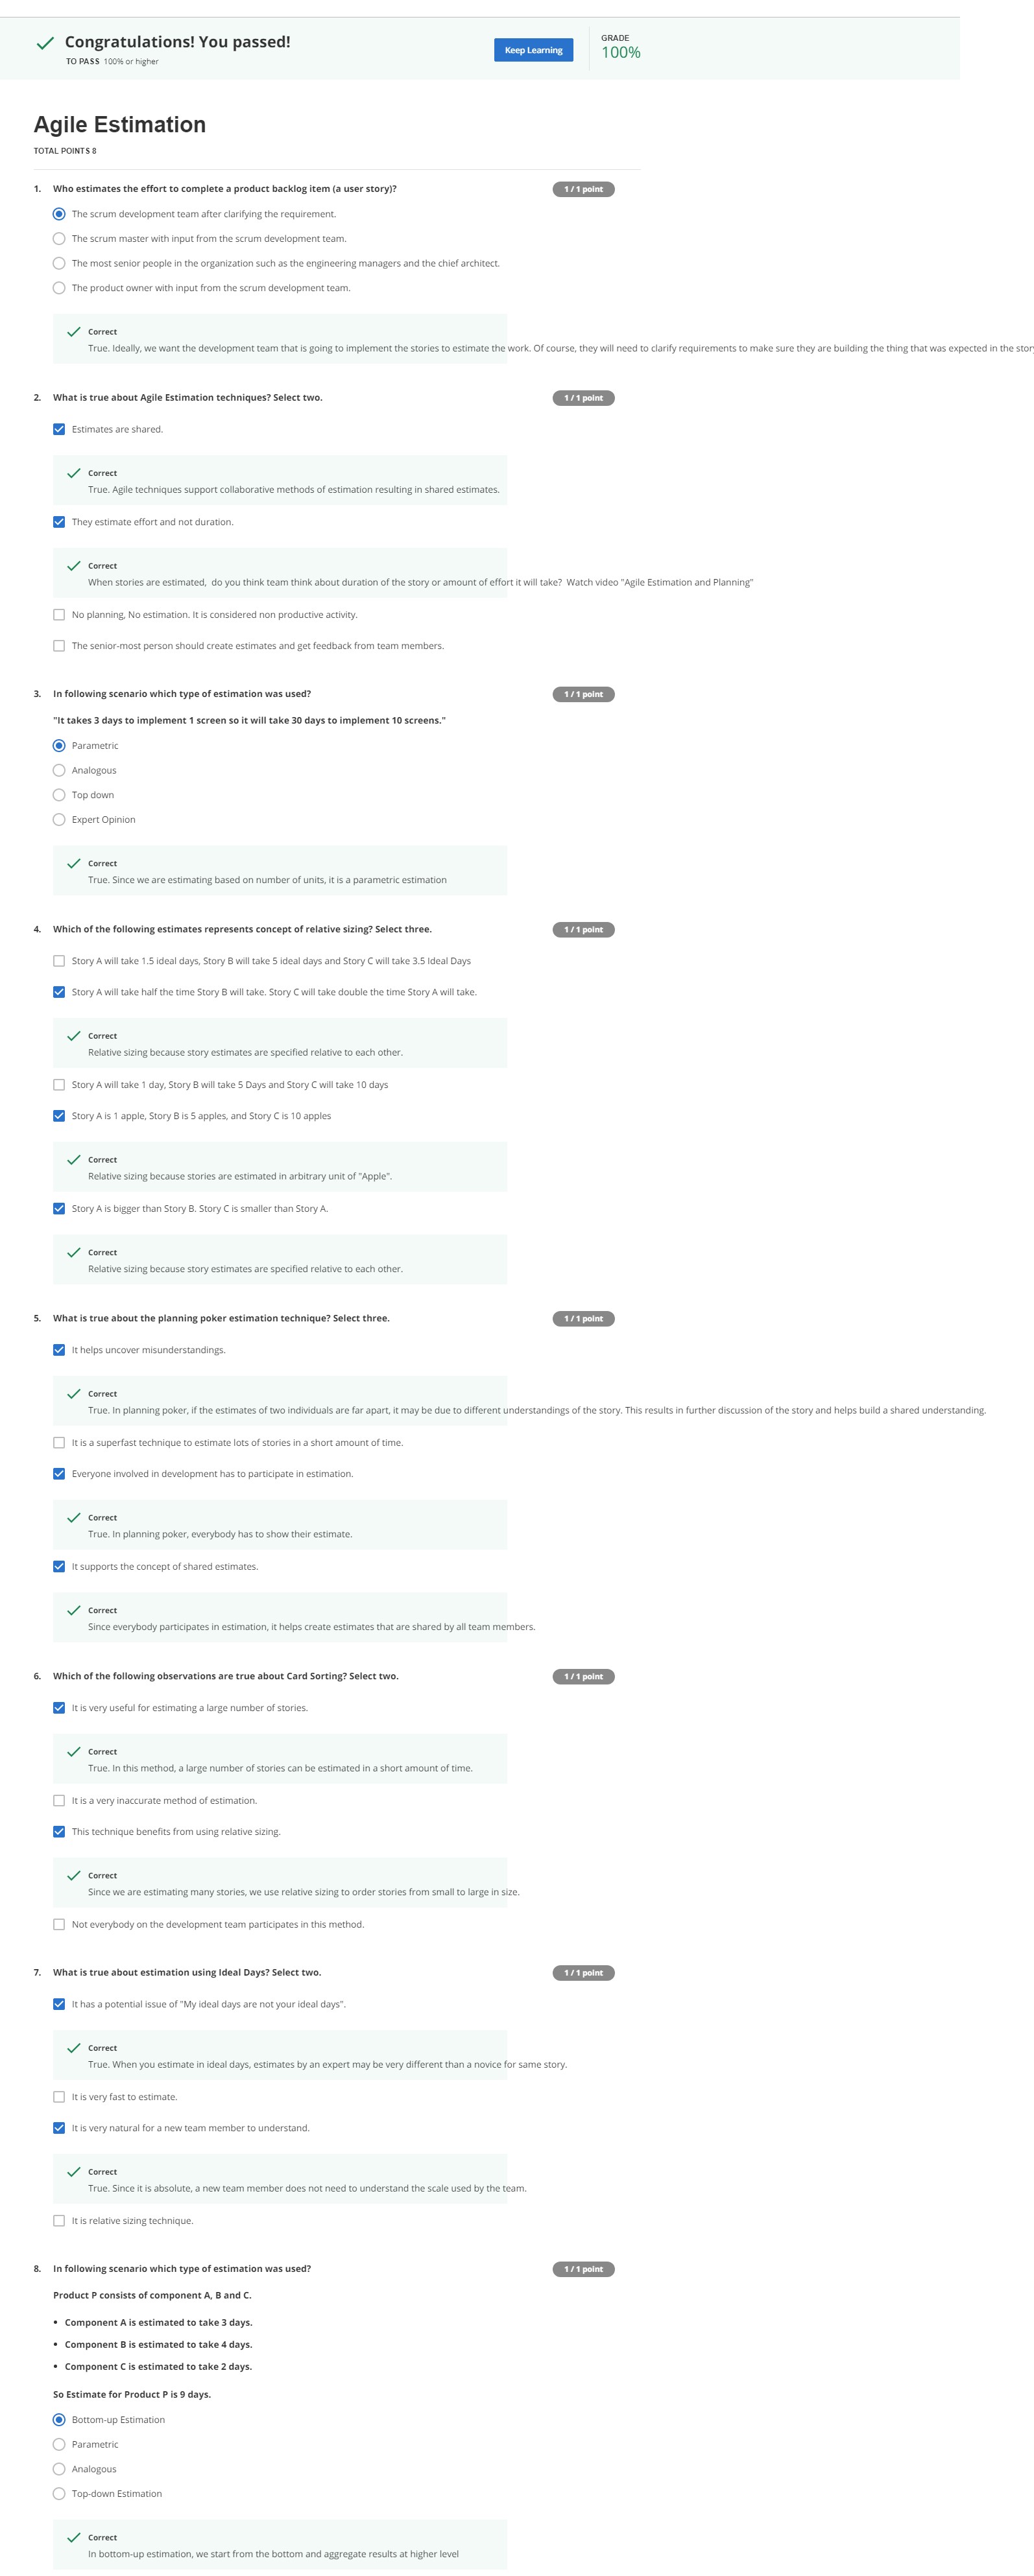 Congratulations! You passed!
TO PASS 100% or higher
Keep Learning
GRADE
100%
Agile Estimation
TOTAL POINTS 8
1. Who estimates the effort to complete a product backlog item (a user story)?
1 / 1 point
The scrum development team after clarifying the requirement.
The scrum master with input from the scrum development team.
The most senior people in the organization such as the engineering managers and the chief architect.
The product owner with input from the scrum development team.
Correct
True. Ideally, we want the development team that is going to implement the stories to estimate the work. Of course, they will need to clarify requirements to make sure they are building the thing that was expected in the
2. What is true about Agile Estimation techniques? Select two.
1 / 1 point
Estimates are shared.
Correct
True. Agile techniques support collaborative methods of estimation resulting in shared estimates.
They estimate effort and not duration.
Correct
When stories are estimated, do you think team think about duration of the story or amount of effort it will take? Watch video "Agile Estimation and Planning"
No planning, No estimation. It is considered non productive activity.
The senior-most person should create estimates and get feedback from team members.
3. In following scenario which type of estimation was used?
1 / 1 point
"It takes 3 days to implement 1 screen so it will take 30 days to implement 10 screens."
Parametric
Analogous
Top down
Expert Opinion
Correct
True. Since we are estimating based on number of units, it is a parametric estimation
4. Which of the following estimates represents concept of relative sizing? Select three.
1 / 1 point
Story A will take 1.5 ideal days, Story B will take 5 ideal days and Story C will take 3.5 Ideal Days
Story A will take half the time Story B will take. Story C will take double the time Story A will take.
Correct
Relative sizing because story estimates are specified relative to each other.
Story A will take 1 day, Story B will take 5 Days and Story C will take 10 days
Story A is 1 apple, Story B is 5 apples, and Story C is 10 apples
Correct
Relative sizing because stories are estimated in arbitrary unit of "Apple".
Story A is bigger than Story B. Story C is smaller than Story A.
Correct
Relative sizing because story estimates are specified relative to each other.
5. What is true about the planning poker estimation technique? Select three.
1 / 1 point
It helps uncover misunderstandings.
Correct
True. In planning poker, if the estimates of two individuals are far apart, it may be due to different understandings of the story. This results in further discussion of the story and helps build a shared understanding.
It is a superfast technique to estimate lots of stories in a short amount of time.
Everyone involved in development has to participate in estimation.
Correct
True. In planning poker, everybody has to show their estimate.
It supports the concept of shared estimates.
Correct
Since everybody participates in estimation, it helps create estimates that are shared by all team members.
6. Which of the following observations are true about Card Sorting? Select two.
1 / 1 point
It is very useful for estimating a large number of stories.
Correct
True. In this method, a large number of stories can be estimated in a short amount of time.
It is a very inaccurate method of estimation.
This technique benefits from using relative sizing.
Correct
Since we are estimating many stories, we use relative sizing to order stories from small to large in size.
Not everybody on the development team participates in this method.
7. What is true about estimation using Ideal Days? Select two.
1 / 1 point
It has a potential issue of "My ideal days are not your ideal days".
Correct
True. When you estimate in ideal days, estimates by an expert may be very different than a novice for same story.
It is very fast to estimate.
It is very natural for a new team member to understand.
Correct
True. Since it is absolute, a new team member does not need to understand the scale used by the team.
It is relative sizing technique.
8. In following scenario which type of estimation was used?
1 / 1 point
Product P consists of component A, B and C.
• Component A is estimated to take 3 days.
• Component B is estimated to take 4 days.
• Component C is estimated to take 2 days.
So Estimate for Product P is 9 days.
Bottom-up Estimation
Parametric
Analogous
Top-down Estimation
Correct
In bottom-up estimation, we start from the bottom and aggregate results at higher level